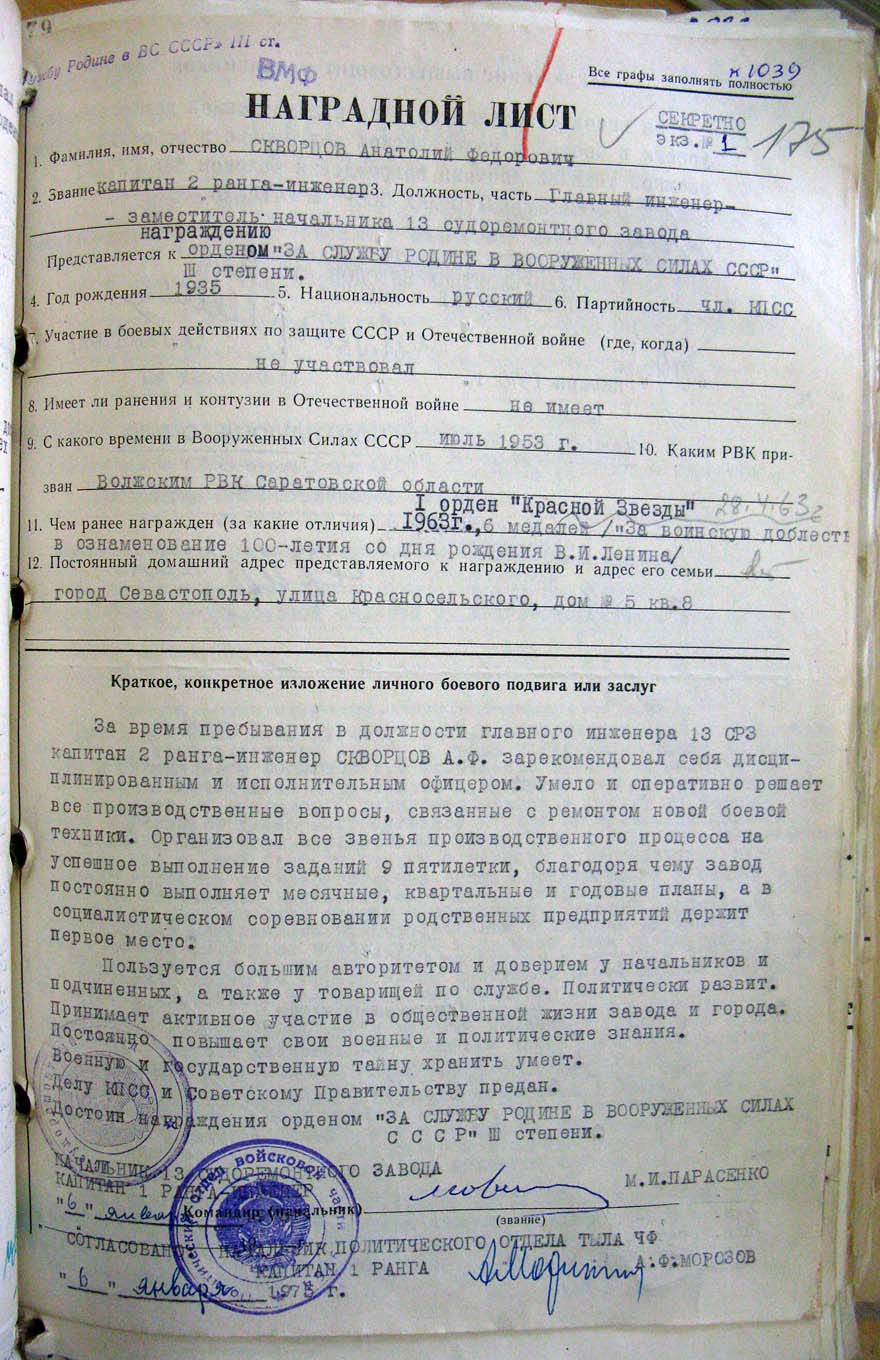 79
Службу Родине в ВС СССР" III ст.
ВМФ
Все графы заполнять полностью
№1039
НАГРАДНОЙ ЛИСТ
СЕКРЕТНО
экз.№1
175
1. Фамилия, имя, отчество СКВОРЦОВ Анатолий Федорович
2. Звание капитан 2 ранга-инженер 3. Должность, часть Главный инженер-
- заместитель начальника 13 судоремонтного завода
награждению
Представляется к орденом "ЗА СЛУЖБУ РОДИНЕ В ВООРУЖЕННЫХ СИЛАХ СССР"
III степени.
4. Год рождения 1935 5. Национальность русский 6. Партийность чл. КПСС
7. Участие в боевых действиях по защите СССР и Отечественной войне (где, когда)
не участвовал
8. Имеет ли ранения и контузии в Отечественной войне не имеет
9. С какого времени в Вооруженных Силах СССР июль 1953 г. 10. Каким РВК при-
зван Волжским РВК Саратовской области
I орден "Красной Звезды" 28.V.63г
11. Чем ранее награжден (за какие отличия) 1963г.,6 медалей /"За воинскую доблесть
в ознаменование 100-летия со дня рождения В.И.Ленина/
12. Постоянный домашний адрес представляемого к награждению и адрес его семьи
город Севастополь, улица Красносельского, дом № 5 кв.8
Краткое, конкретное изложение личного боевого подвига или заслуг
За время пребывания в должности главного инженера 13 СРЗ
капитан 2 ранга-инженер СКВОРЦОВ А.Ф. зарекомендовал себя дисци-
плинированным и исполнительным офицером. Умело и оперативно решает
все производственные вопросы, связанные с ремонтом новой боевой
техники. Организовал все звенья производственного процесса на
успешное выполнение заданий 9 пятилетки, благодоря чему завод
постоянно выполняет месячные, квартальные и годовые планы, а в
социалистическом соревновании родственных предприятий держит
первое место.
Пользуется большим авторитетом и доверием у начальников и
подчиненных, а также у товарищей по службе. Политически развит.
Принимает активное участие в общественной жизни завода и города.
Постоянно повышает свои военные и политические знания.
Военную и государственную тайну хранить умеет.
Делу КПСС и Советскому Правительству предан.
Достоин награждения орденом "ЗА СЛУЖБУ РОДИНЕ В ВООРУЖЕННЫХ СИЛАХ
С С С Р" III степени.
НАЧАЛЬНИК 13 СУДОРЕМОНТНОГО ЗАВОДА
КАПИТАН 1 РАНГА-ИНЖЕНЕР М.И.ПАРАСЕНКО
"6" января Командир (начальник)
(звание)
СОГЛАСОВАНО: НАЧАЛЬНИК ПОЛИТИЧЕСКОГО ОТДЕЛА ТЫЛА ЧФ
КАПИТАН 1 РАНГА А.Ф.МОРОЗОВ
"6" января 1975 г.